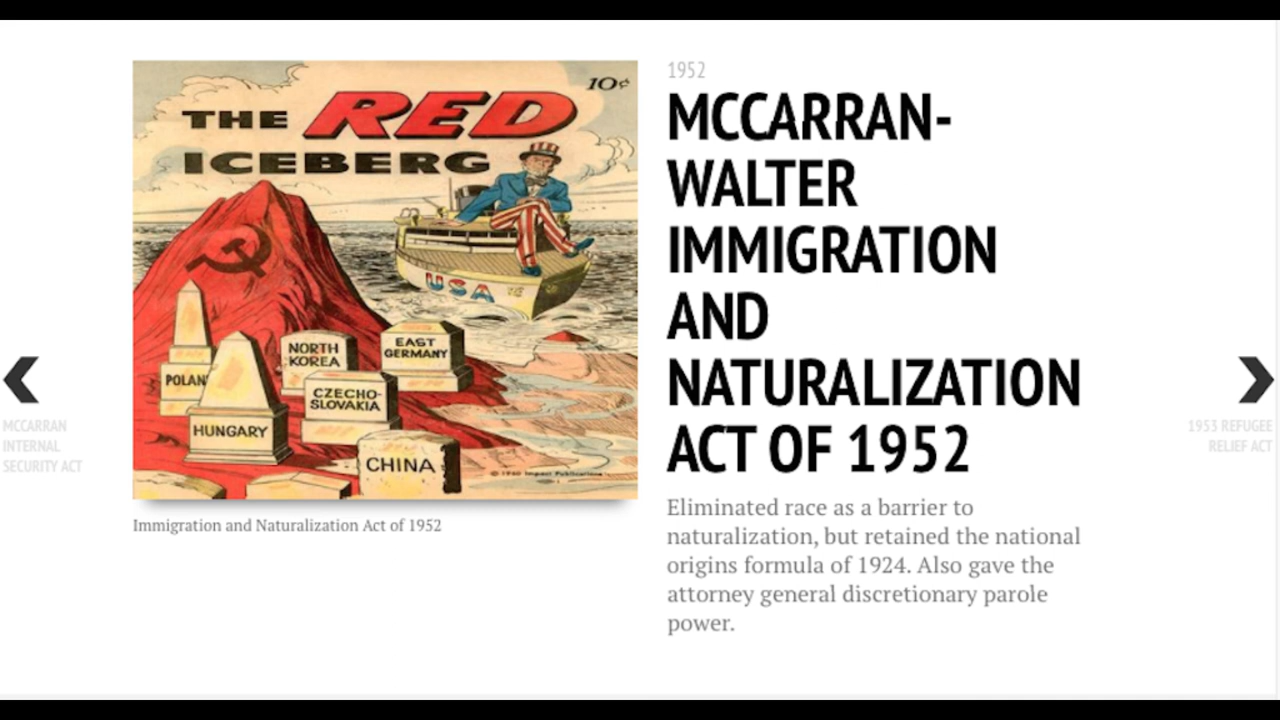 10¢
THE RED
ICEBERG
USA
POLAN
NORTH
KOREA
EAST
GERMANY
CZECHO-
SLOVAKIA
HUNGARY
CHINA
© 1960 Impact Publications
Immigration and Naturalization Act of 1952
1952
MCCARRAN-
WALTER
IMMIGRATION
AND
NATURALIZATION
ACT OF 1952
Eliminated race as a barrier to
naturalization, but retained the national
origins formula of 1924. Also gave the
attorney general discretionary parole
power.
MCCARRAN
INTERNAL
SECURITY ACT
1953 REFUGEE
RELIEF ACT